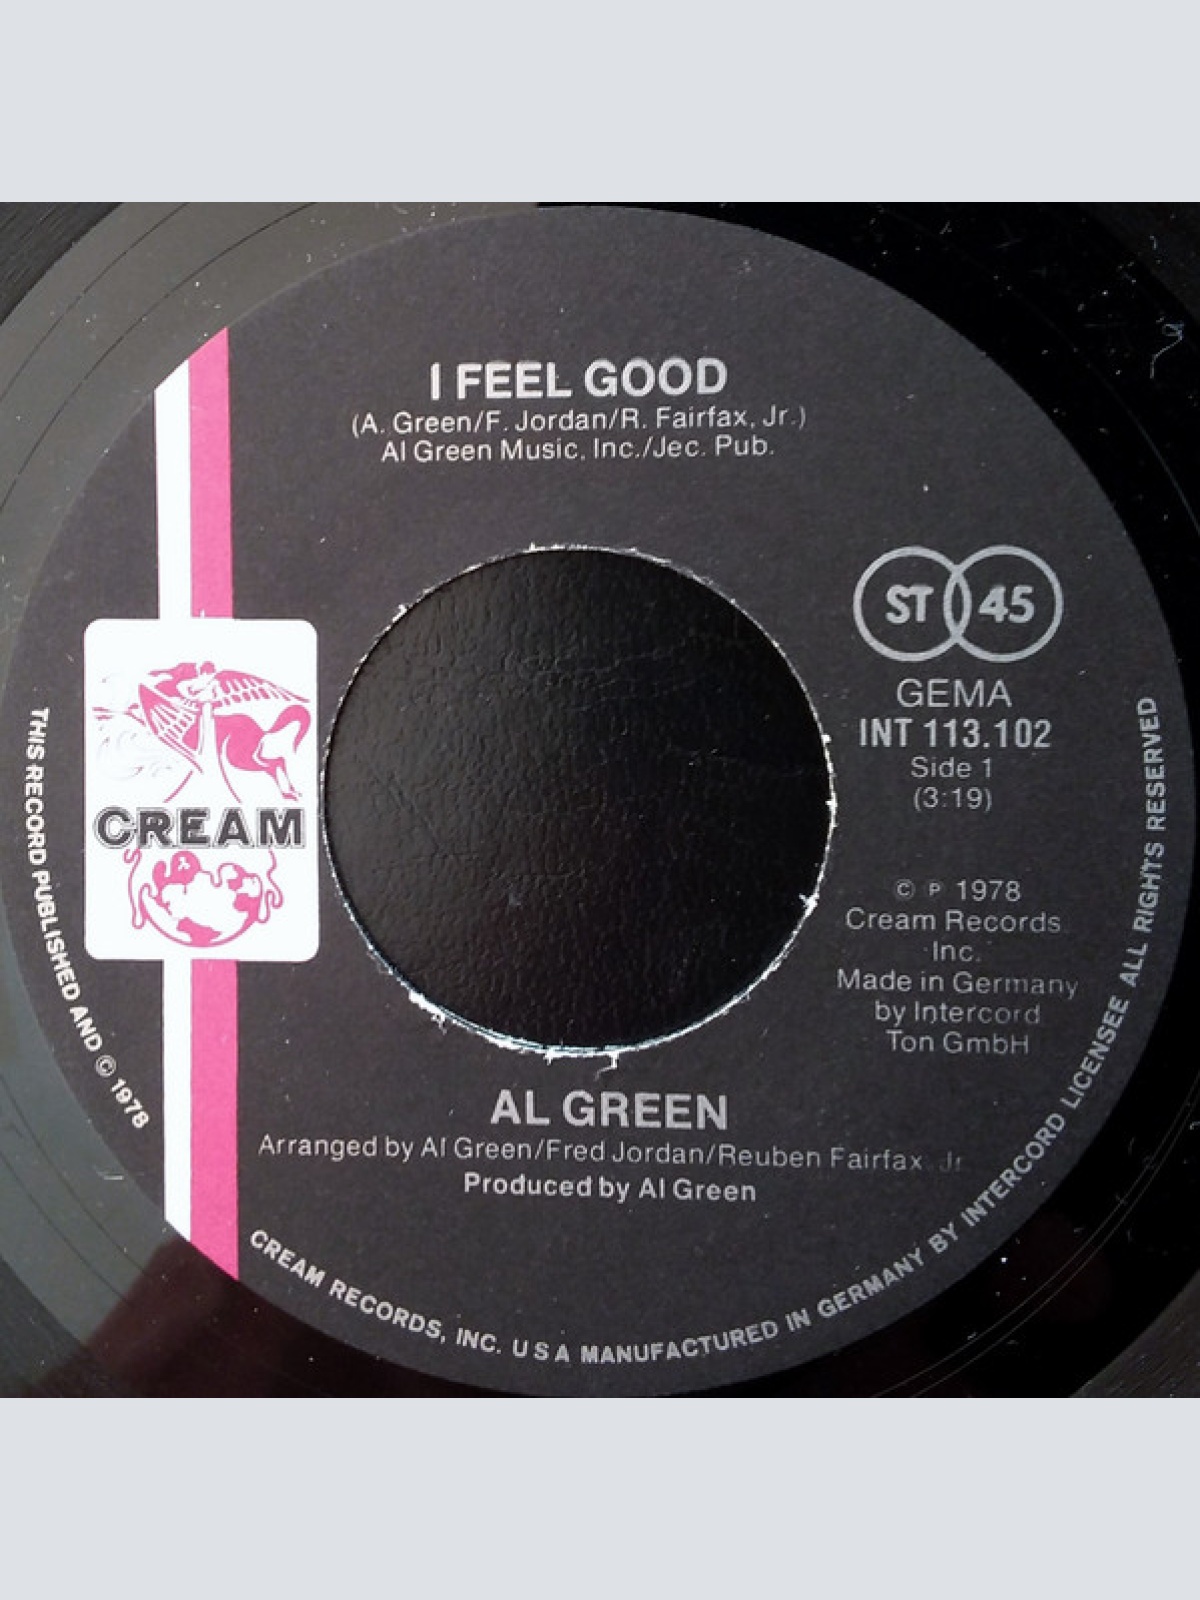 I FEEL GOOD
(A. Green/F. Jordan/R. Fairfax, Jr.)
Al Green Music, Inc./Jec. Pub.
ST 45
GEMA
INT 113.102
Side 1
(3:19)
© P 1978
Cream Records
Inc.
Made in Germany
by Intercord
Ton GmbH
CREAM
AL GREEN
Arranged by Al Green/Fred Jordan/Reuben Fairfax Jr
Produced by Al Green
THIS RECORD PUBLISHED AND © 1978 CREAM RECORDS, INC. USA MANUFACTURED IN GERMANY BY INTERCORD LICENSEE ALL RIGHTS RESERVED